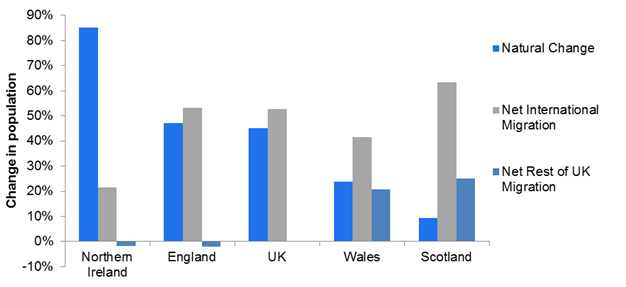 90%
80%
70%
60%
50%
40%
30%
20%
10%
0%
-10%
Change in population
Northern
Ireland
England
UK
Wales
Scotland
Natural Change
Net International
Migration
Net Rest of UK
Migration